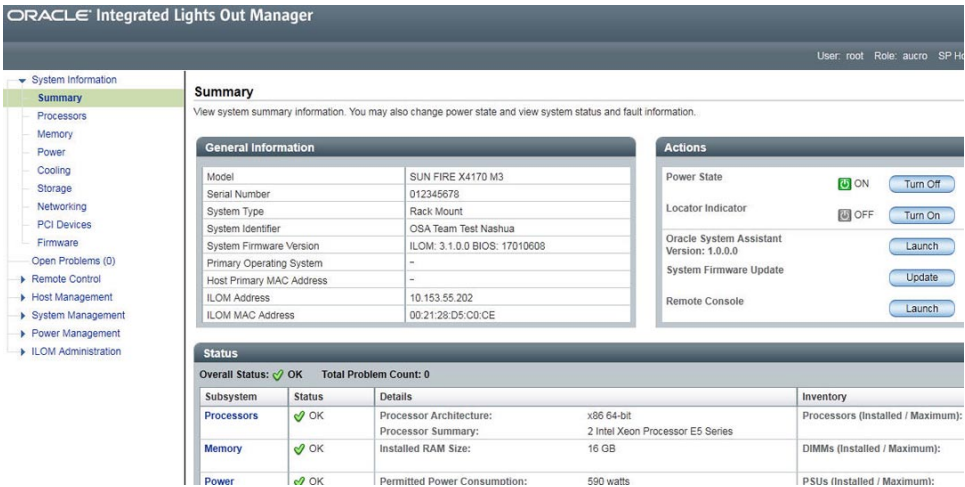 ORACLE® Integrated Lights Out Manager
User: root Role: aucro SP Ho
System Information
Summary
Processors
Memory
Power
Cooling
Storage
Networking
PCI Devices
Firmware
Open Problems (0)
Remote Control
Host Management
System Management
Power Management
ILOM Administration
Summary
View system summary information. You may also change power state and view system status and fault information.
General Information
Model SUN FIRE X4170 M3
Serial Number 012345678
System Type Rack Mount
System Identifier OSA Team Test Nashua
System Firmware Version ILOM: 3.1.0.0 BIOS: 17010608
Primary Operating System -
Host Primary MAC Address -
ILOM Address 10.153.55.202
ILOM MAC Address 00:21:28:D5:C0:CE
Actions
Power State ON Turn Off
Locator Indicator OFF Turn On
Oracle System Assistant
Version: 1.0.0.0 Launch
System Firmware Update Update
Remote Console Launch
Status
Overall Status: OK Total Problem Count: 0
Subsystem Status Details Inventory
Processors OK Processor Architecture: x86 64-bit Processors (Installed / Maximum):
Processor Summary: 2 Intel Xeon Processor E5 Series
Memory OK Installed RAM Size: 16 GB DIMMs (Installed / Maximum):
Power OK Permitted Power Consumption: 590 watts PSUs (Installed / Maximum):